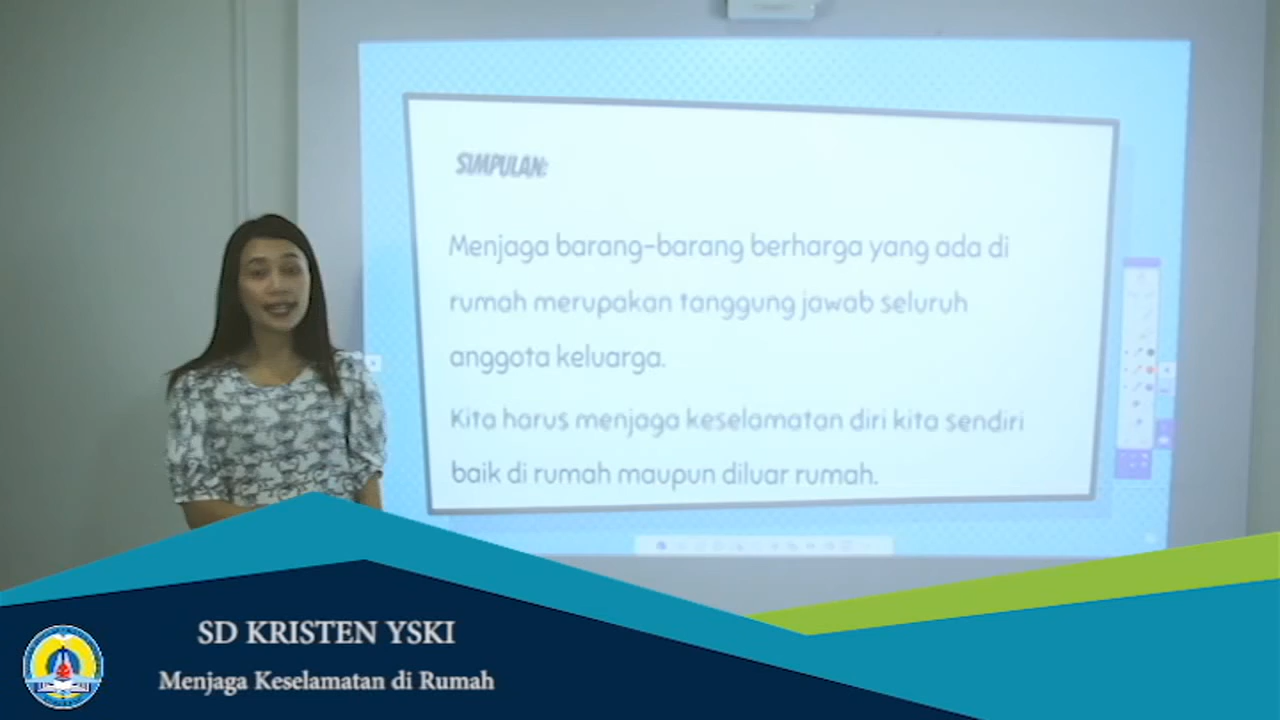 SIMPULAN:
Menjaga barang-barang berharga yang ada di
rumah merupakan tanggung jawab seluruh
anggota keluarga.
Kita harus menjaga keselamatan diri kita sendiri
baik di rumah maupun diluar rumah.
SD KRISTEN YSKI
Menjaga Keselamatan di Rumah